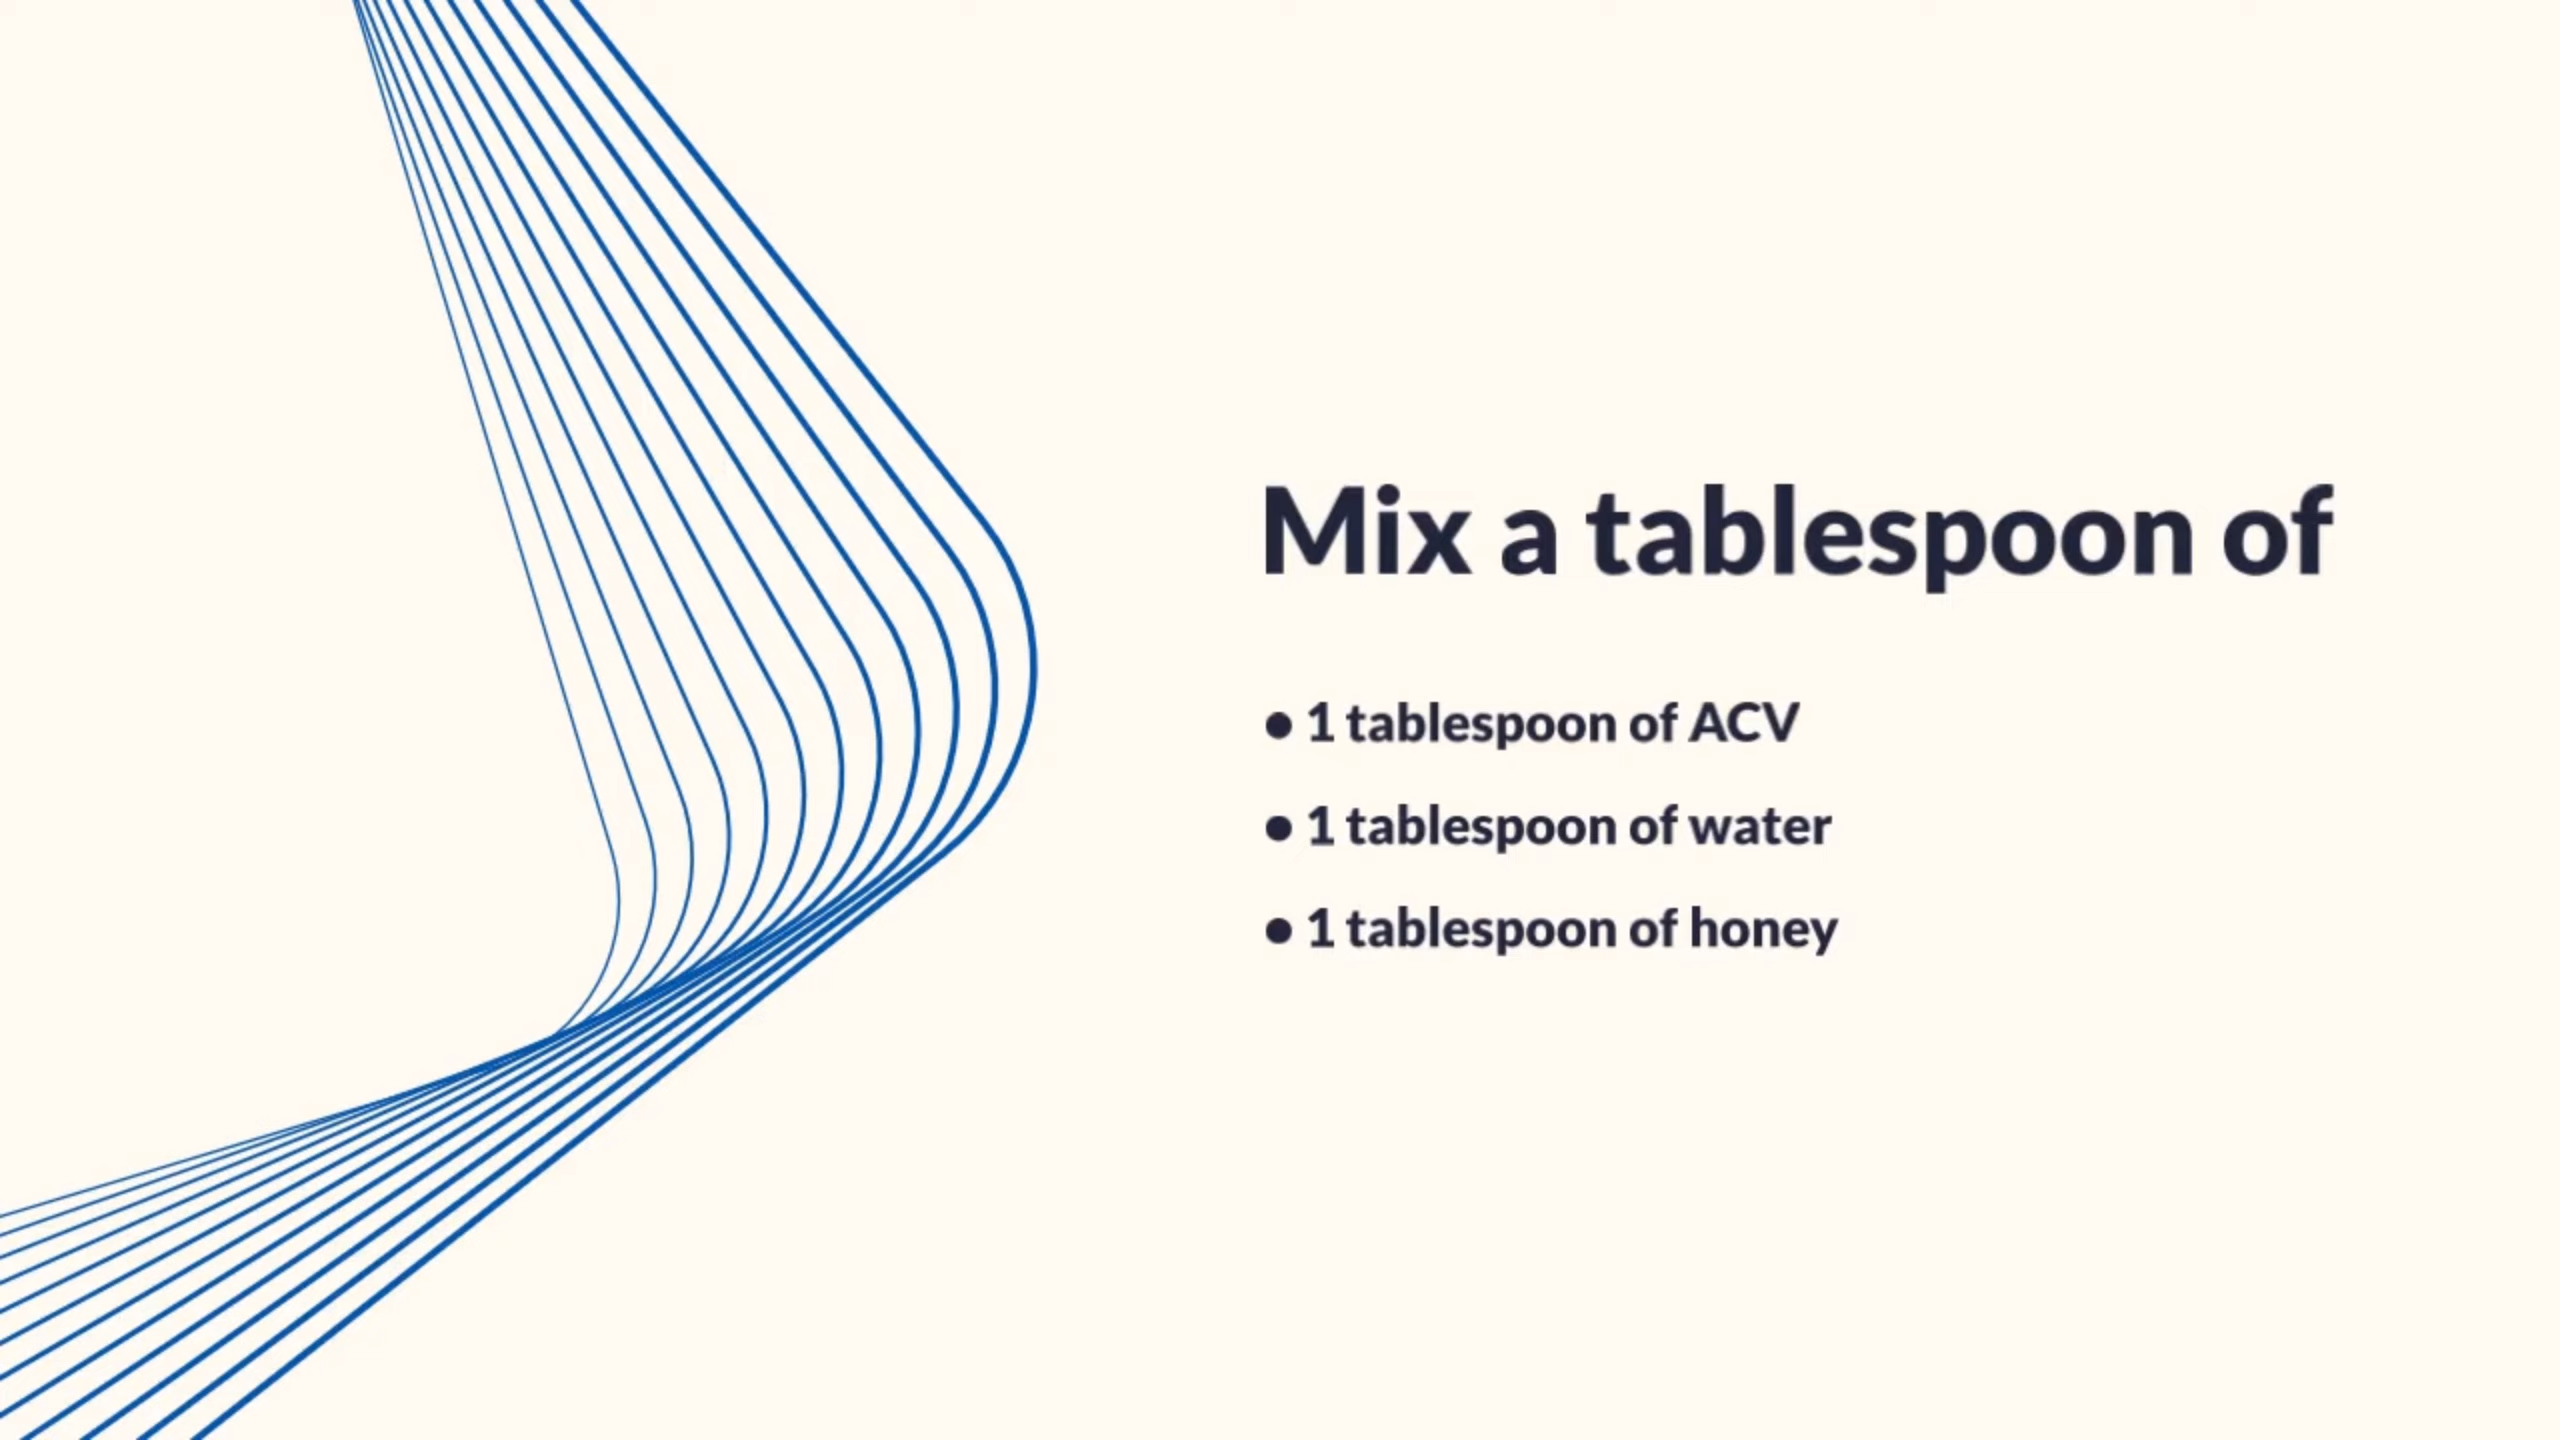 Mix a tablespoon of
• 1 tablespoon of ACV
• 1 tablespoon of water
• 1 tablespoon of honey